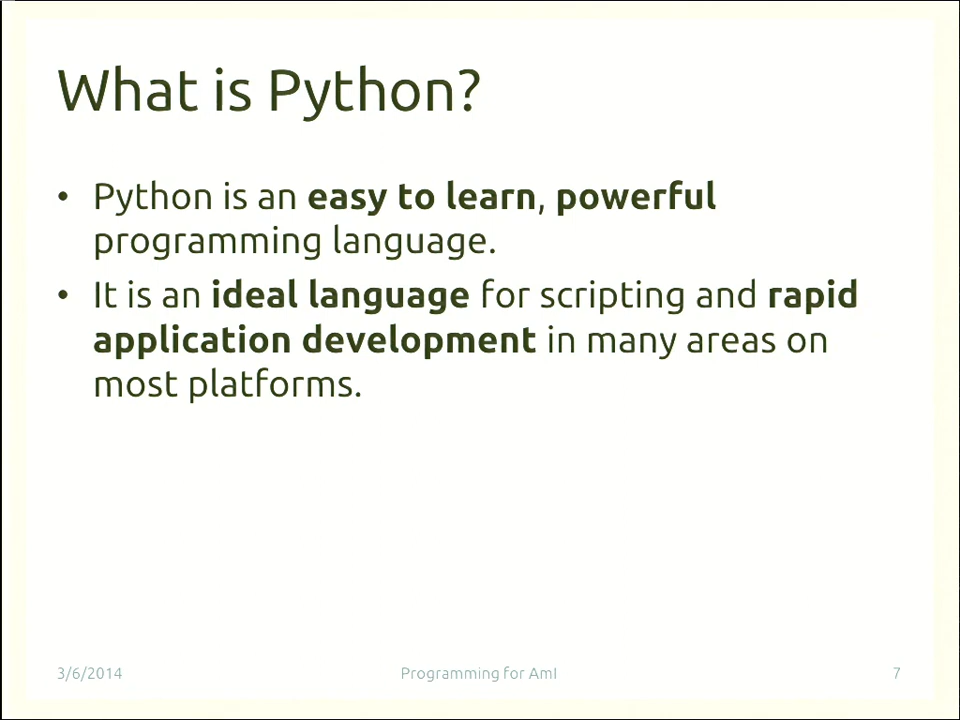 What is Python?
• Python is an easy to learn, powerful
programming language.
• It is an ideal language for scripting and rapid
application development in many areas on
most platforms.
3/6/2014 Programming for AmI 7